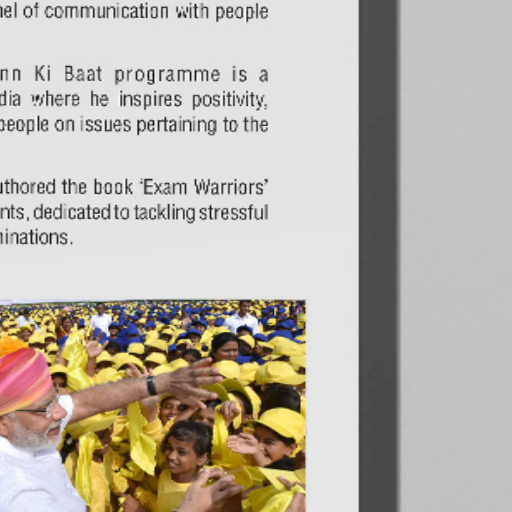 nel of communication with people
nn Ki Baat programme is a
dia where he inspires positivity,
people on issues pertaining to the
uthored the book ‘Exam Warriors’
nts, dedicated to tackling stressful
inations.